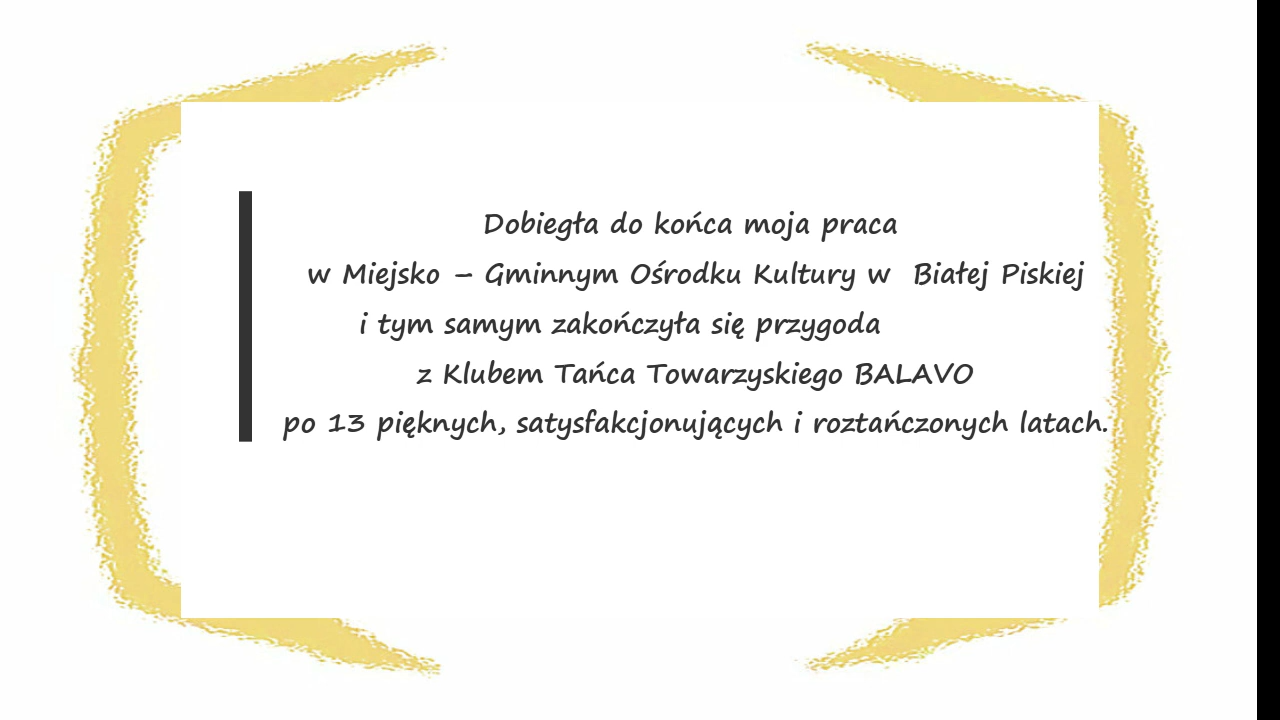 Dobiegła do końca moja praca
w Miejsko – Gminnym Ośrodku Kultury w Białej Piskiej
i tym samym zakończyła się przygoda
z Klubem Tańca Towarzyskiego BALAVO
po 13 pięknych, satysfakcjonujących i roztańczonych latach.